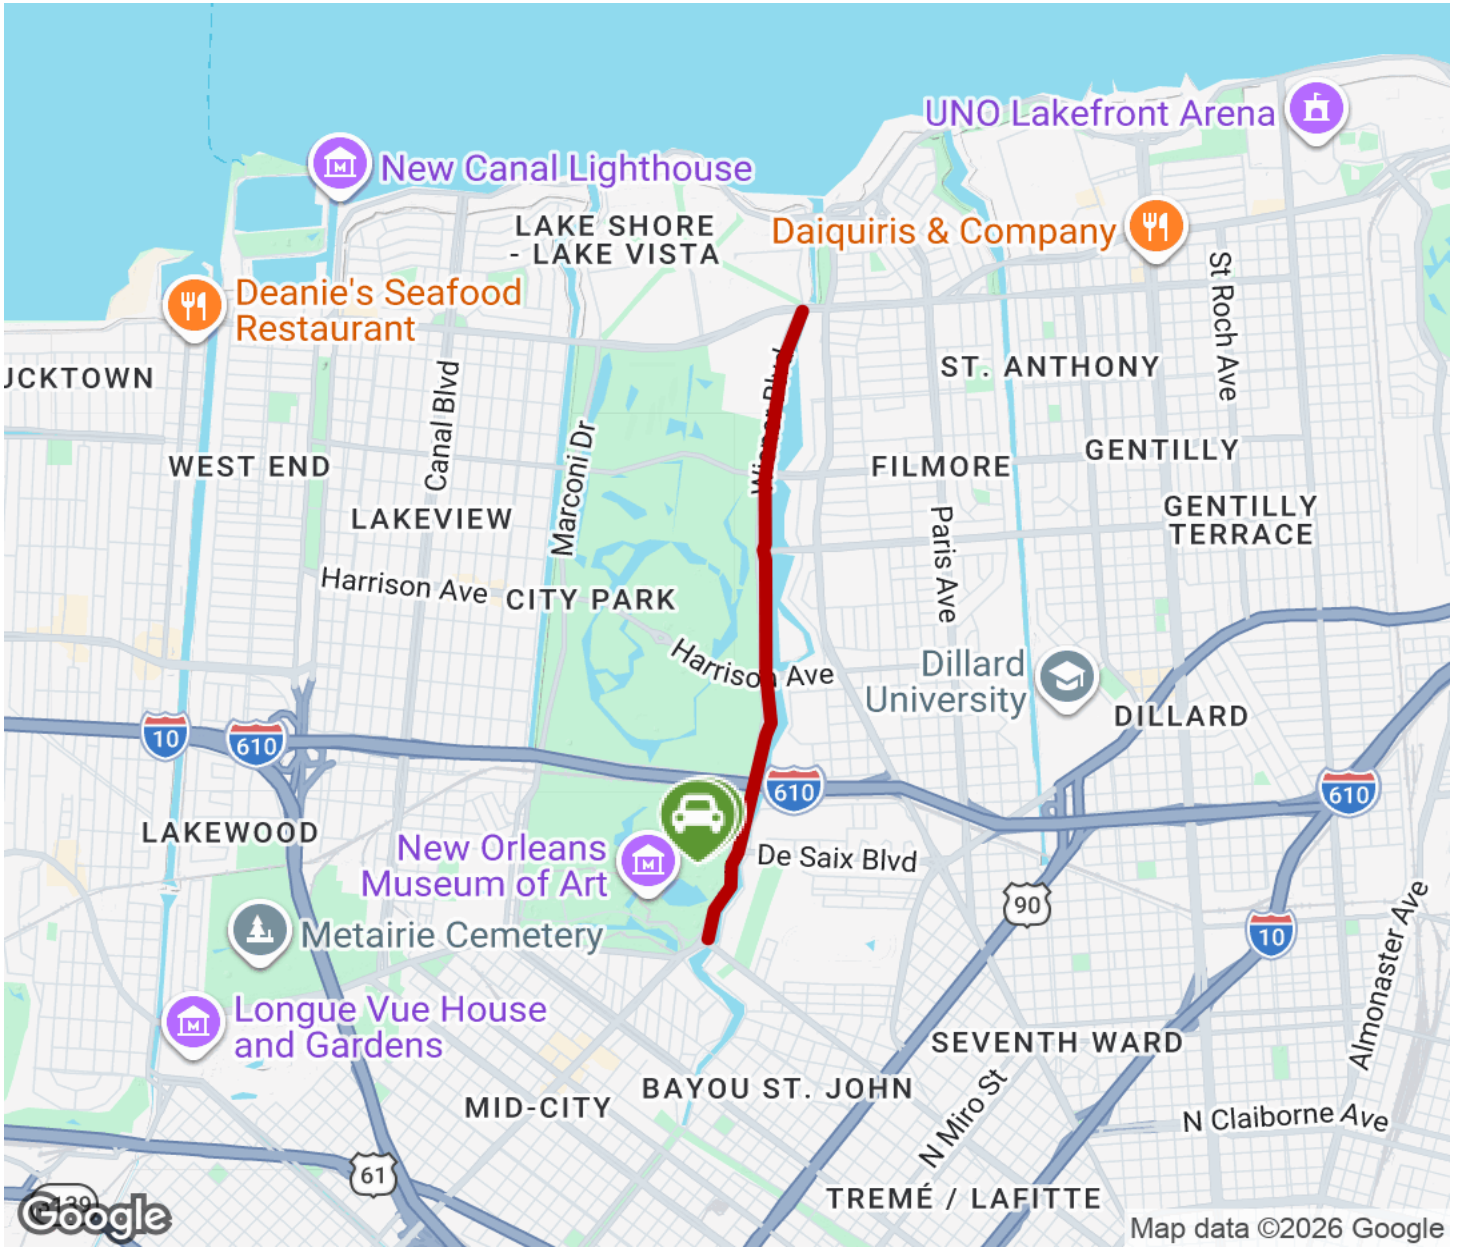 UNO Lakefront Arena
New Canal Lighthouse
LAKE SHORE
- LAKE VISTA
Daiquiris & Company
St Roch Ave
Deanie's Seafood
Restaurant
UCKTOWN
Canal Blvd
Marconi Dr
ST. ANTHONY
WEST END
LAKEVIEW
FILMORE
GENTILLY
GENTILLY
TERRACE
Paris Ave
Harrison Ave
CITY PARK
Harrison Ave
Dillard
University
DILLARD
10
610
610
610
LAKEWOOD
New Orleans
Museum of Art
De Saix Blvd
90
10
Almonaster Ave
Metairie Cemetery
Longue Vue House
and Gardens
SEVENTH WARD
BAYOU ST. JOHN
MID-CITY
N Miro St
N Claiborne Ave
61
TREMÉ / LAFITTE
Google
Map data ©2026 Google